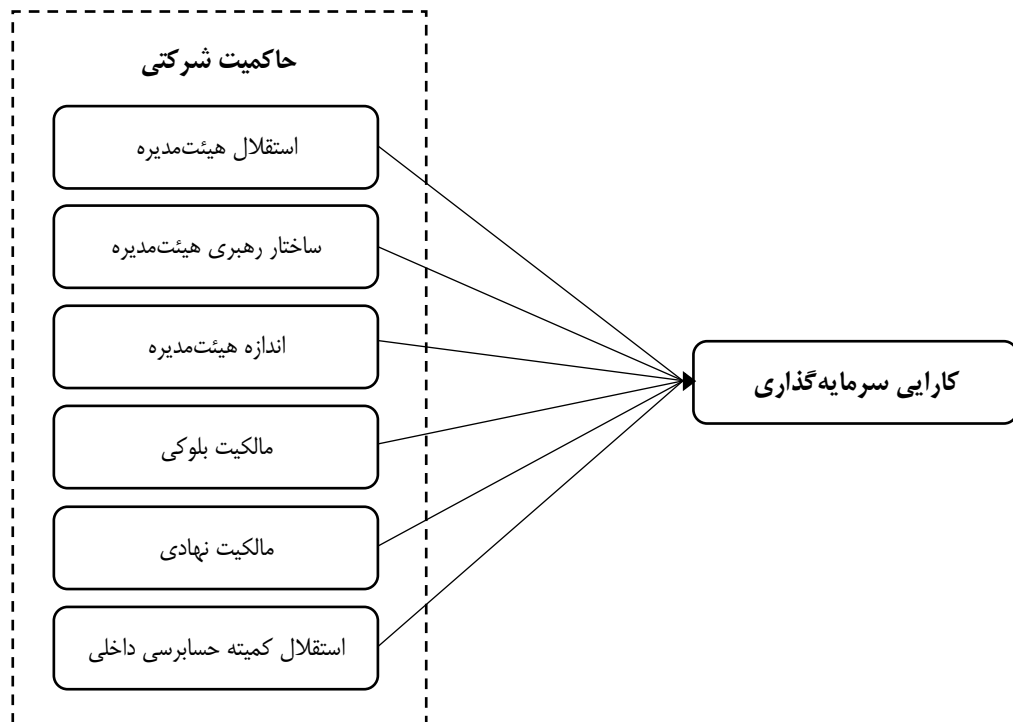 حاکمیت شرکتی
استقلال هیئت‌مدیره
ساختار رهبری هیئت‌مدیره
اندازه هیئت‌مدیره
مالکیت بلوکی
مالکیت نهادی
استقلال کمیته حسابرسی داخلی
کارایی سرمایه‌گذاری